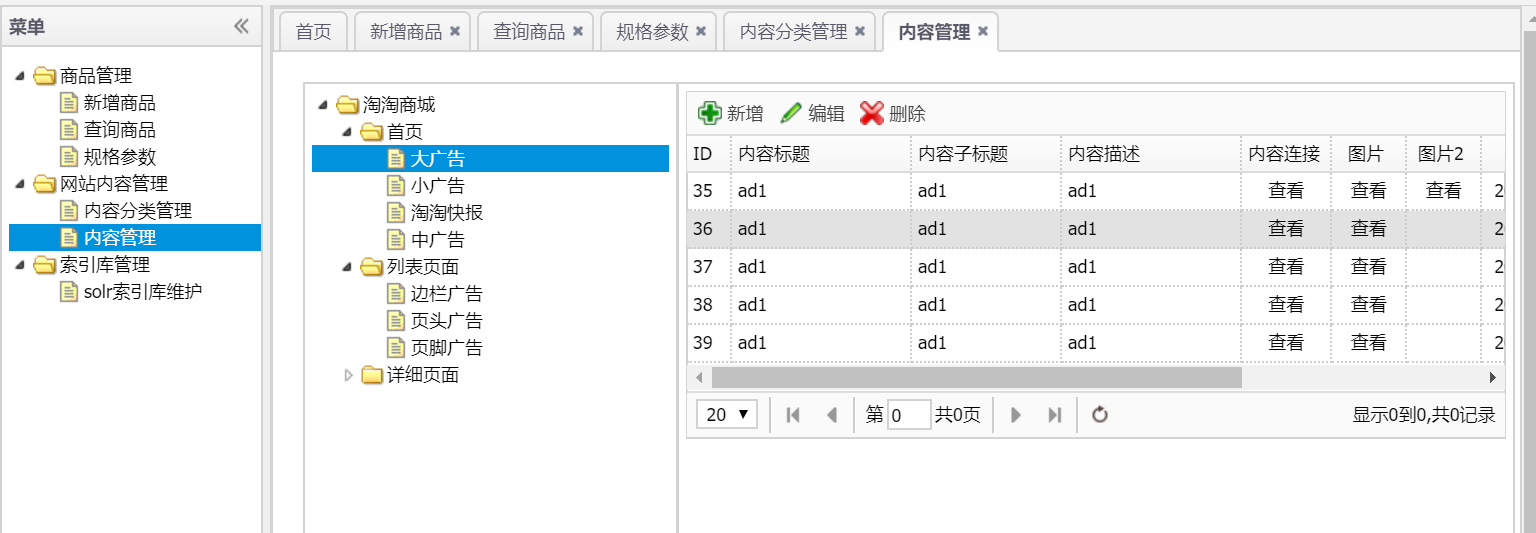 菜单
商品管理
新增商品
查询商品
规格参数
网站内容管理
内容分类管理
内容管理
索引库管理
solr索引库维护
首页 新增商品 查询商品 规格参数 内容分类管理 内容管理
淘淘商城
首页
大广告
小广告
淘淘快报
中广告
列表页面
边栏广告
页头广告
页脚广告
详细页面
新增 编辑 删除
ID 内容标题 内容子标题 内容描述 内容连接 图片 图片2
35 ad1 ad1 ad1 查看 查看 查看 2
36 ad1 ad1 ad1 查看 查看 2
37 ad1 ad1 ad1 查看 查看 2
38 ad1 ad1 ad1 查看 查看 2
39 ad1 ad1 ad1 查看 查看 2
20 第 0 共0页 显示0到0,共0记录